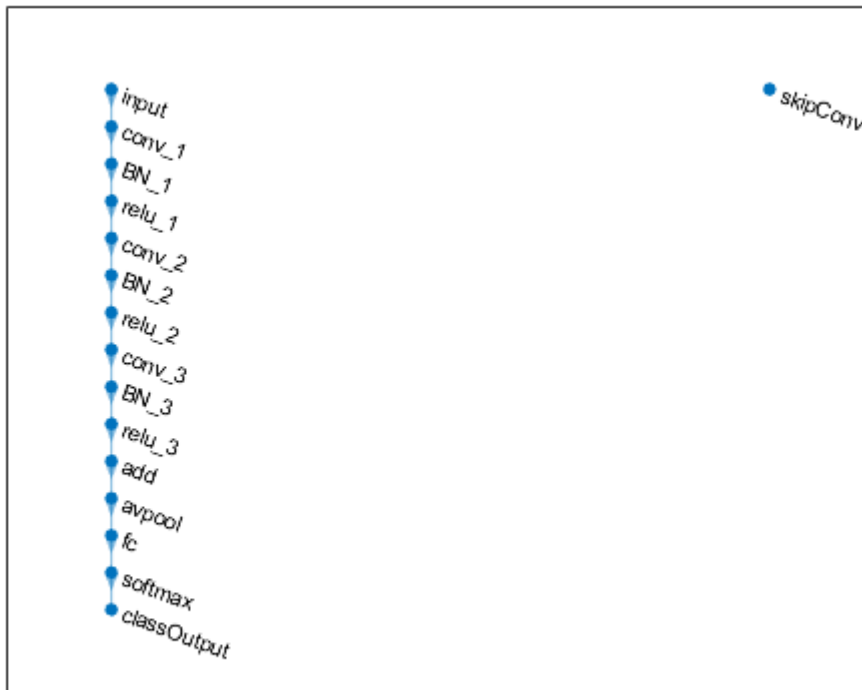 input
skipConv
conv_1
BN_1
relu_1
conv_2
BN_2
relu_2
conv_3
BN_3
relu_3
add
avpool
fc
softmax
classOutput